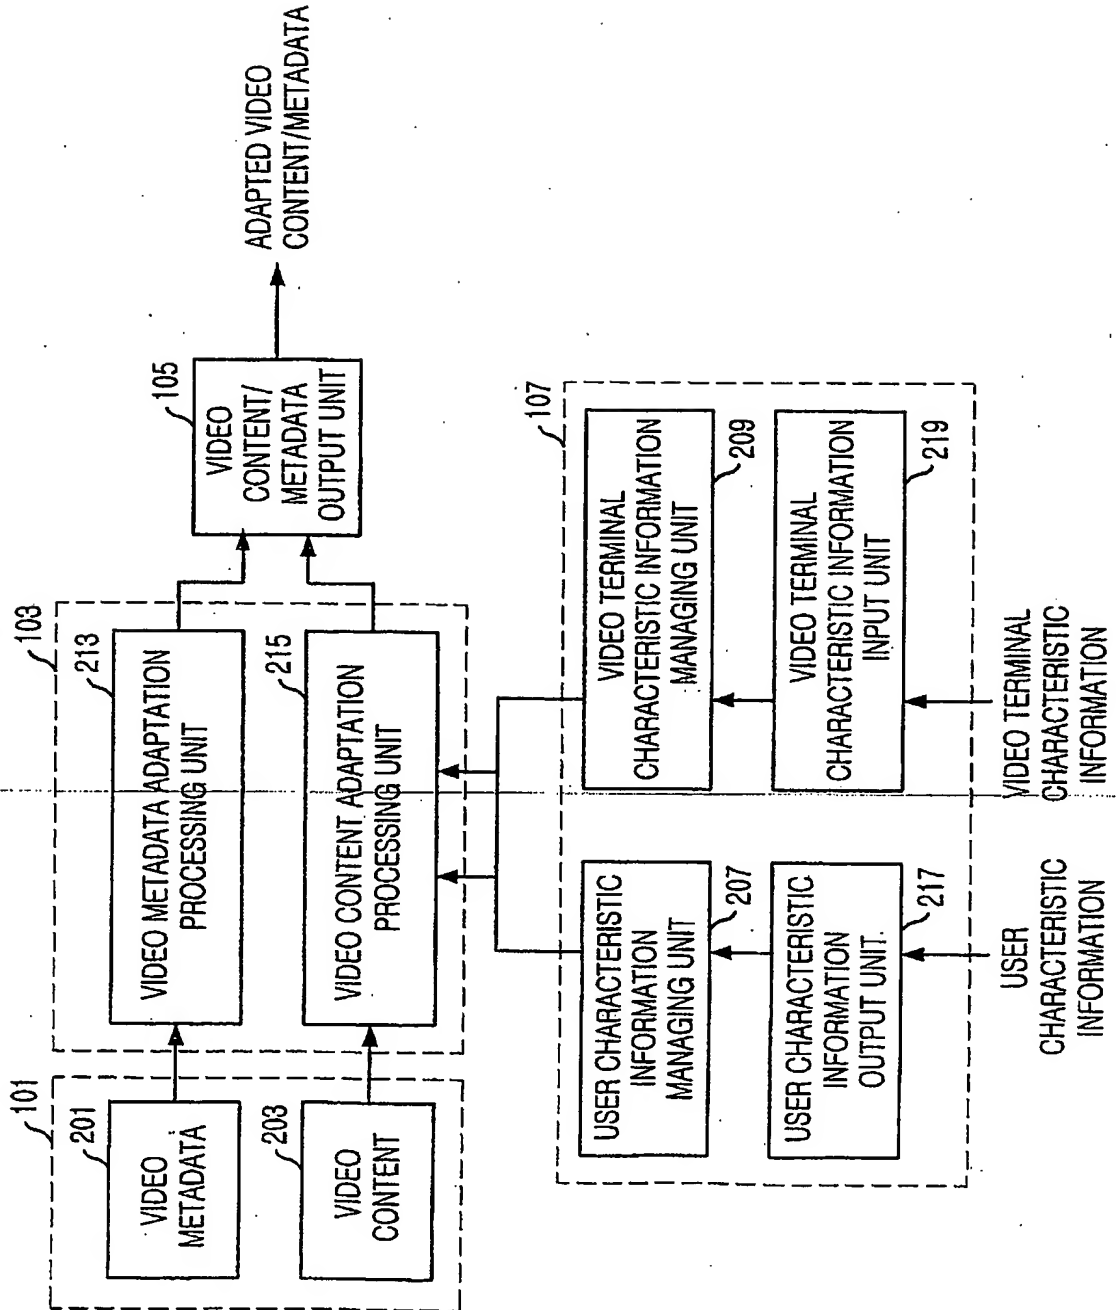 101
201
VIDEO
METADATA
203
VIDEO
CONTENT
103
213
VIDEO METADATA ADAPTATION
PROCESSING UNIT
215
VIDEO CONTENT ADAPTATION
PROCESSING UNIT
105
VIDEO
CONTENT/
METADATA
OUTPUT UNIT
ADAPTED VIDEO
CONTENT/METADATA
107
USER CHARACTERISTIC
INFORMATION
MANAGING UNIT
207
USER CHARACTERISTIC
INFORMATION
OUTPUT UNIT.
217
USER
CHARACTERISTIC
INFORMATION
VIDEO TERMINAL
CHARACTERISTIC INFORMATION
MANAGING UNIT
209
VIDEO TERMINAL
CHARACTERISTIC INFORMATION
INPUT UNIT
219
VIDEO TERMINAL
CHARACTERISTIC
INFORMATION